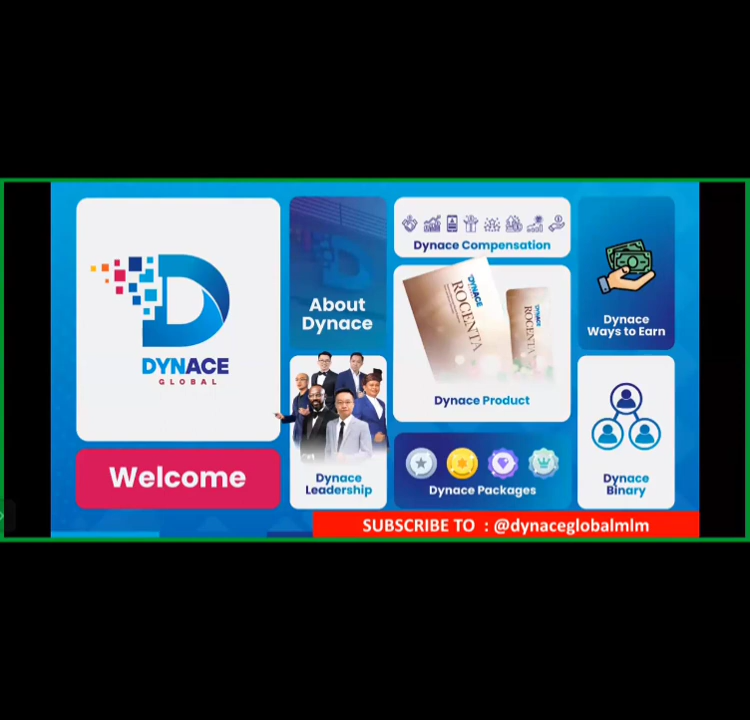 DYNACE
GLOBAL
Welcome
About
Dynace
Dynace
Leadership
Dynace Compensation
DYNACE
ROCENTA
DYNACE
ROCENTA
Dynace Product
Dynace Packages
Dynace
Ways to Earn
Dynace
Binary
SUBSCRIBE TO : @dynaceglobalmlm